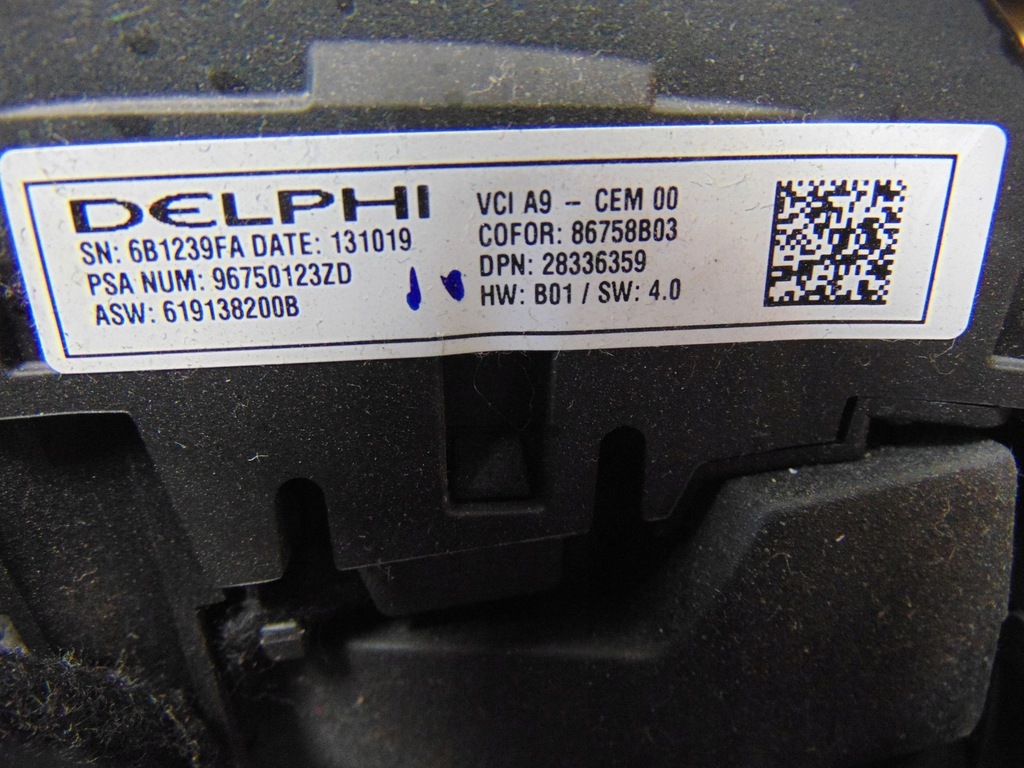 DELPHI
SN: 6B1239FA DATE: 131019
PSA NUM: 96750123ZD
ASW: 619138200B
VCI A9 - CEM 00
COFOR: 86758B03
DPN: 28336359
HW: B01 / SW: 4.0